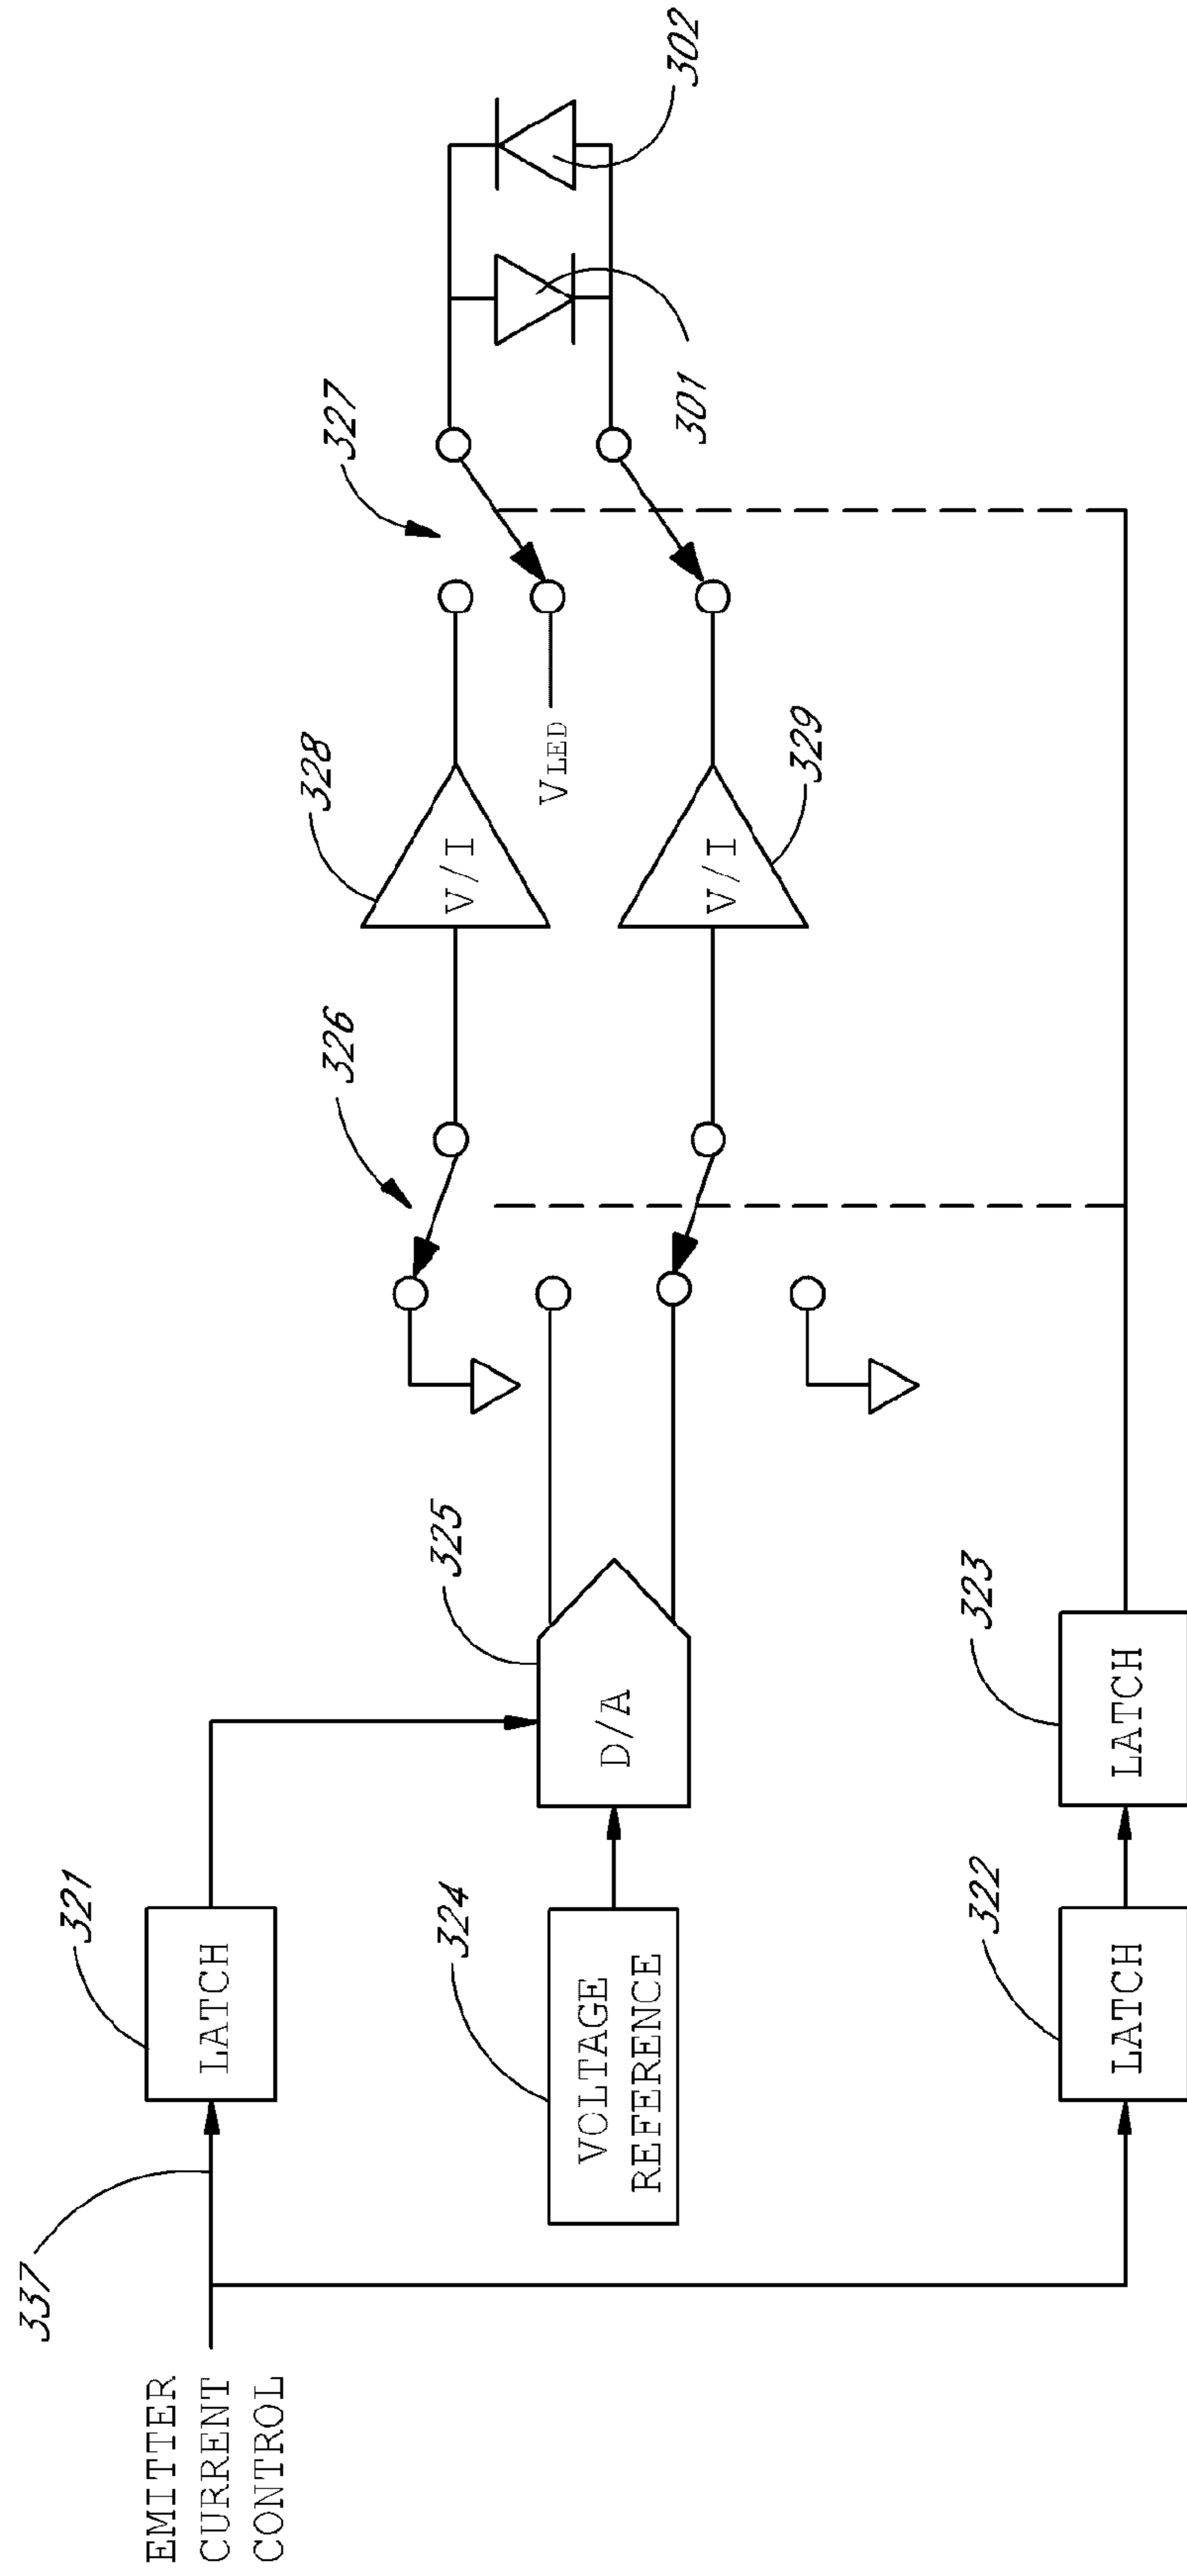 EMITTER
CURRENT
CONTROL
337
321
LATCH
324
VOLTAGE
REFERENCE
325
D/A
322
LATCH
323
LATCH
326
328
V/I
329
V/I
327
VLED
301
302